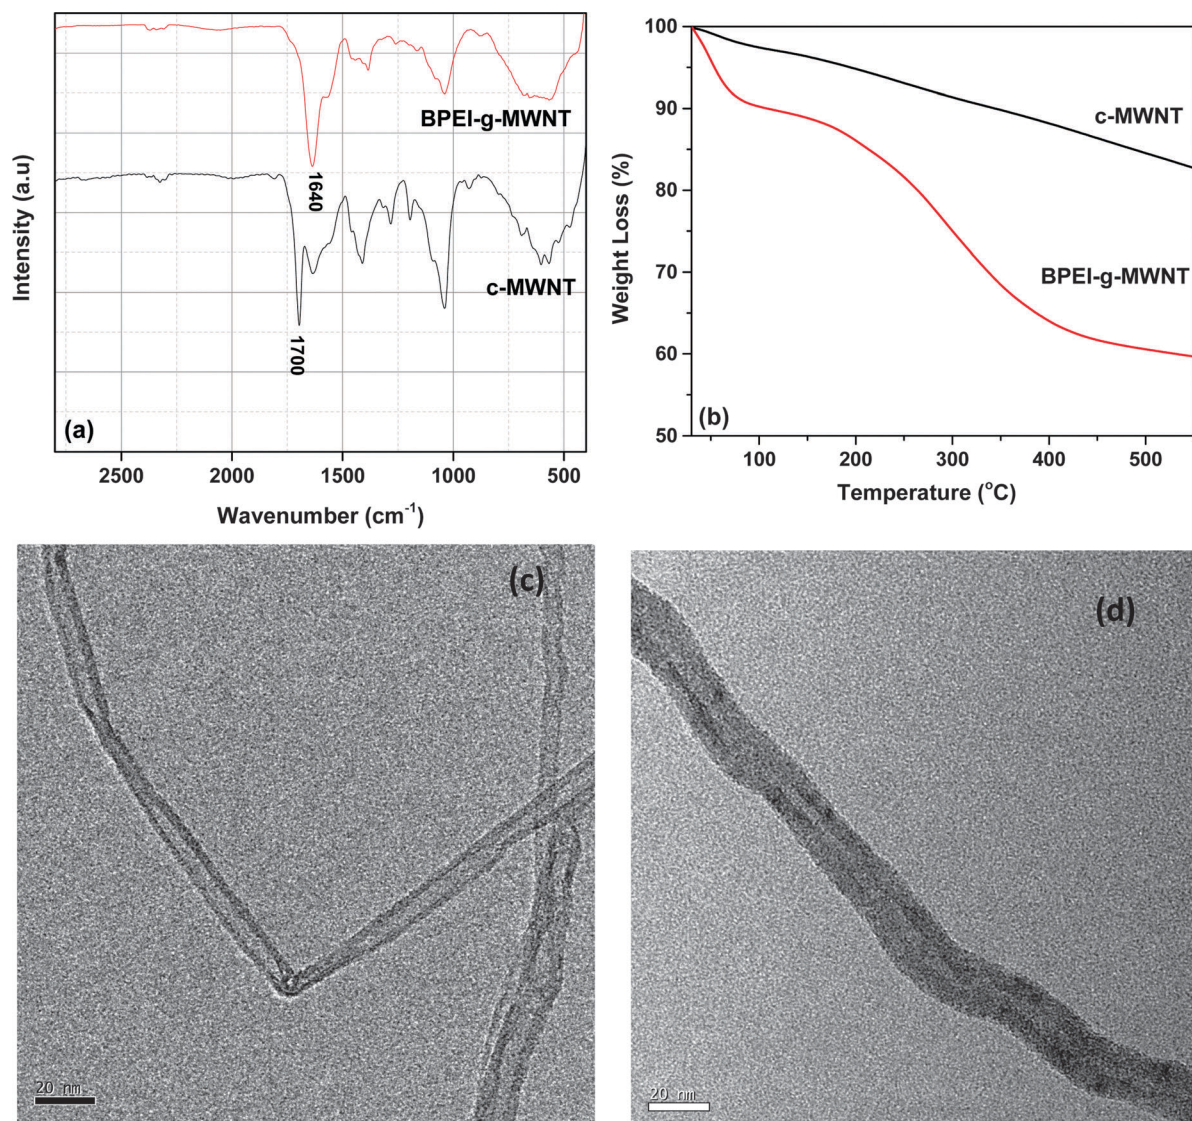 Intensity (a.u)
BPEI-g-MWNT
1640
c-MWNT
1700
(a)
2500 2000 1500 1000 500
Wavenumber (cm⁻¹)
Weight Loss (%)
100
90
80
70
60
50
c-MWNT
BPEI-g-MWNT
(b)
100 200 300 400 500
Temperature (°C)
(c)
20 nm
(d)
20 nm